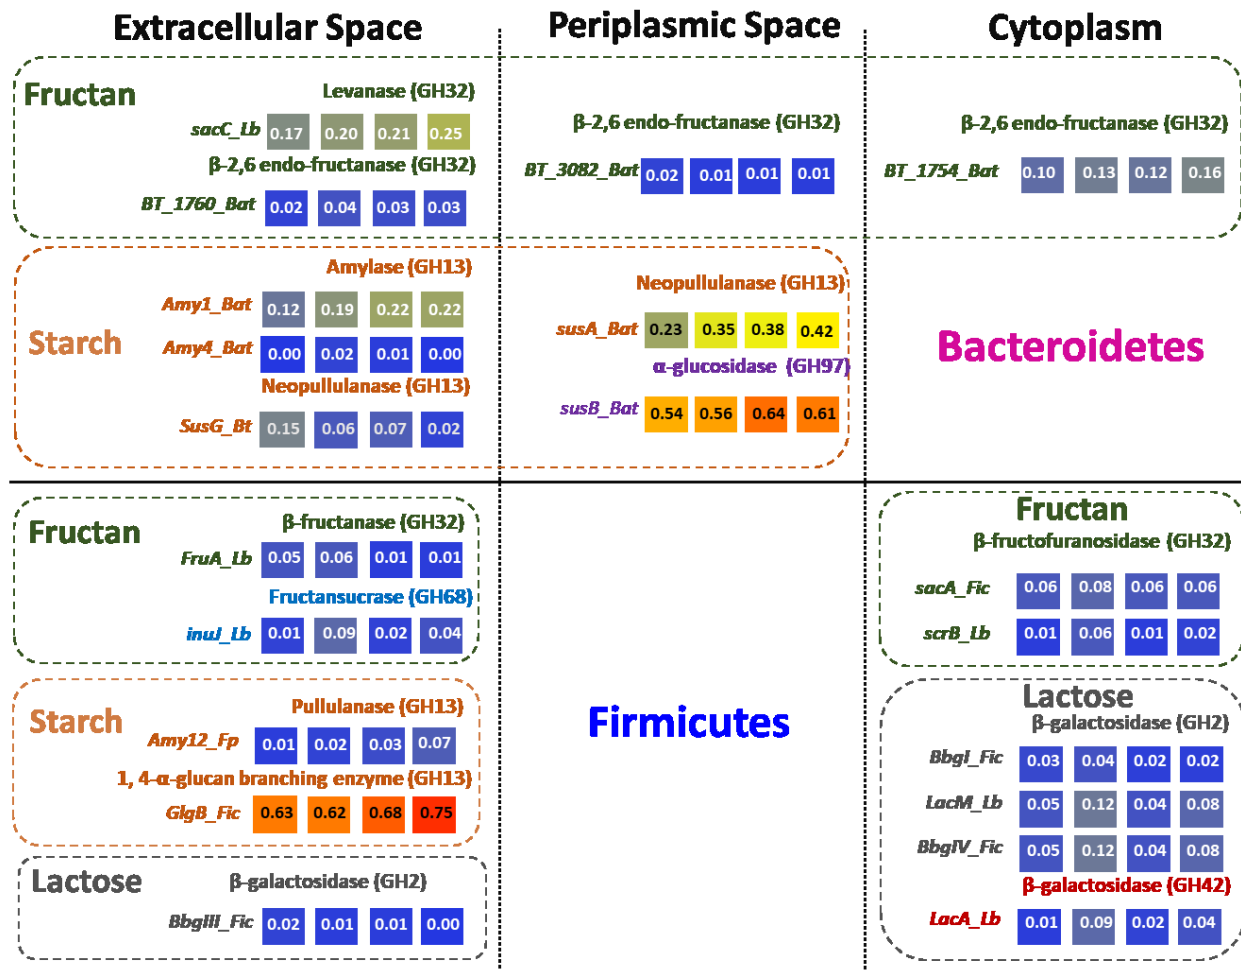 Extracellular Space
Periplasmic Space
Cytoplasm
Fructan
Levanase (GH32)
sacC_Lb 0.17 0.20 0.21 0.25
β-2,6 endo-fructanase (GH32)
BT_1760_Bat 0.02 0.04 0.03 0.03
β-2,6 endo-fructanase (GH32)
BT_3082_Bat 0.02 0.01 0.01 0.01
β-2,6 endo-fructanase (GH32)
BT_1754_Bat 0.10 0.13 0.12 0.16
Starch
Amylase (GH13)
Amy1_Bat 0.12 0.19 0.22 0.22
Amy4_Bat 0.00 0.02 0.01 0.00
Neopullulanase (GH13)
SusG_Bt 0.15 0.06 0.07 0.02
Neopullulanase (GH13)
susA_Bat 0.23 0.35 0.38 0.42
α-glucosidase (GH97)
susB_Bat 0.54 0.56 0.64 0.61
Bacteroidetes
Fructan
β-fructanase (GH32)
FruA_Lb 0.05 0.06 0.01 0.01
Fructansucrase (GH68)
inuJ_Lb 0.01 0.09 0.02 0.04
Starch
Pullulanase (GH13)
Amy12_Fp 0.01 0.02 0.03 0.07
1, 4-α-glucan branching enzyme (GH13)
GlgB_Fic 0.63 0.62 0.68 0.75
Lactose
β-galactosidase (GH2)
BbgIII_Fic 0.02 0.01 0.01 0.00
Firmicutes
Fructan
β-fructofuranosidase (GH32)
sacA_Fic 0.06 0.08 0.06 0.06
scrB_Lb 0.01 0.06 0.01 0.02
Lactose
β-galactosidase (GH2)
BbgI_Fic 0.03 0.04 0.02 0.02
LacM_Lb 0.05 0.12 0.04 0.08
BbgIV_Fic 0.05 0.12 0.04 0.08
β-galactosidase (GH42)
LacA_Lb 0.01 0.09 0.02 0.04